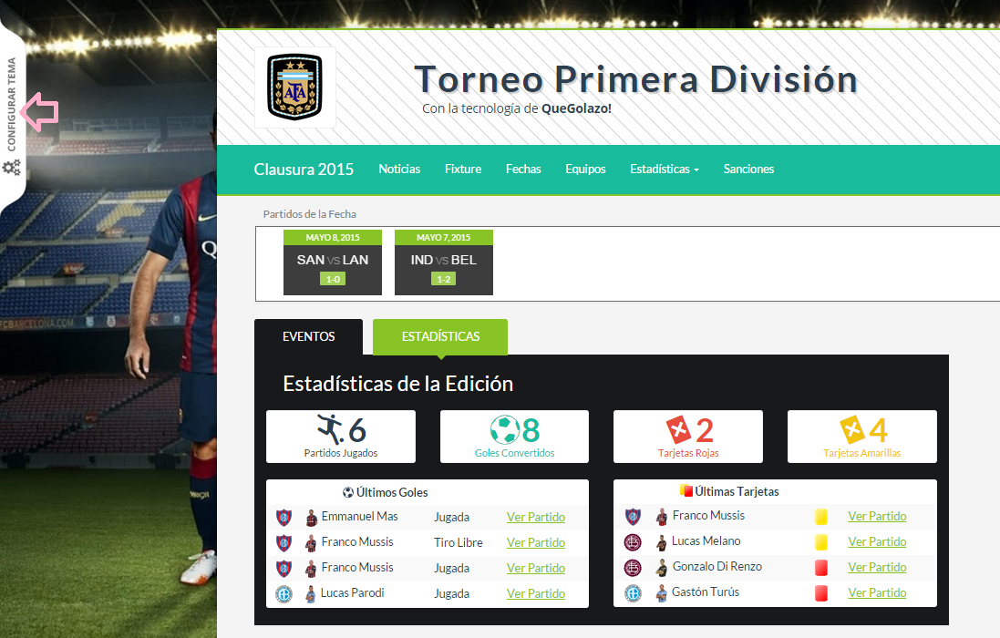 CONFIGURAR TEMA
AFA
Torneo Primera División
Con la tecnología de QueGolazo!
Clausura 2015 Noticias Fixture Fechas Equipos Estadísticas Sanciones
Partidos de la Fecha
MAYO 8, 2015
SAN VS LAN
1-0
MAYO 7, 2015
IND VS BEL
1-2
FCBARCELONA.COM
EVENTOS
ESTADÍSTICAS
Estadísticas de la Edición
6
Partidos Jugados
8
Goles Convertidos
2
Tarjetas Rojas
4
Tarjetas Amarillas
Últimos Goles
Emmanuel Mas Jugada Ver Partido
Franco Mussis Tiro Libre Ver Partido
Franco Mussis Jugada Ver Partido
Lucas Parodi Jugada Ver Partido
Últimas Tarjetas
Franco Mussis Ver Partido
Lucas Melano Ver Partido
Gonzalo Di Renzo Ver Partido
Gastón Turús Ver Partido